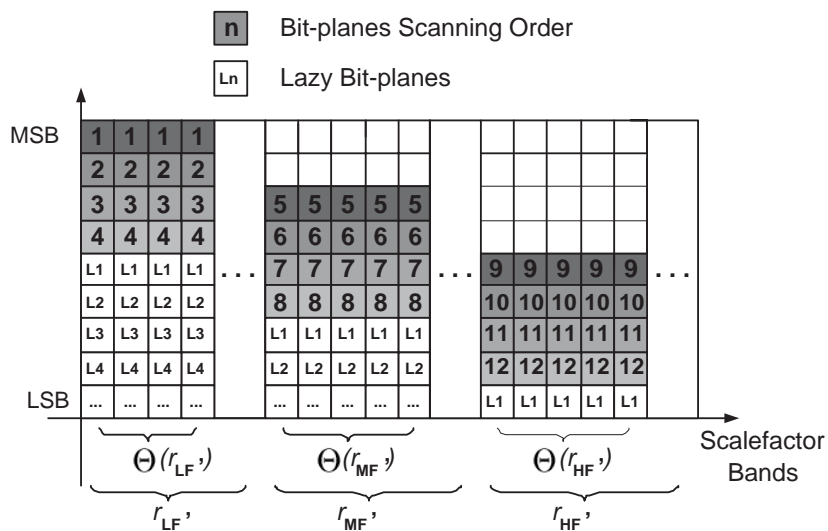 n Bit-planes Scanning Order
Ln Lazy Bit-planes
MSB
1 1 1 1
2 2 2 2
3 3 3 3 5 5 5 5 5
4 4 4 4 6 6 6 6 6
L1 L1 L1 L1 ... 7 7 7 7 7 ... 9 9 9 9 9 ...
L2 L2 L2 L2 8 8 8 8 8 10 10 10 10 10
L3 L3 L3 L3 L1 L1 L1 L1 L1 11 11 11 11 11
L4 L4 L4 L4 L2 L2 L2 L2 L2 12 12 12 12 12
LSB ... ... ... ... ... ... ... ... ... L1 L1 L1 L1 L1
Scalefactor
Bands
Θ(rLF,) Θ(rMF,) Θ(rHF,)
rLF, rMF, rHF,